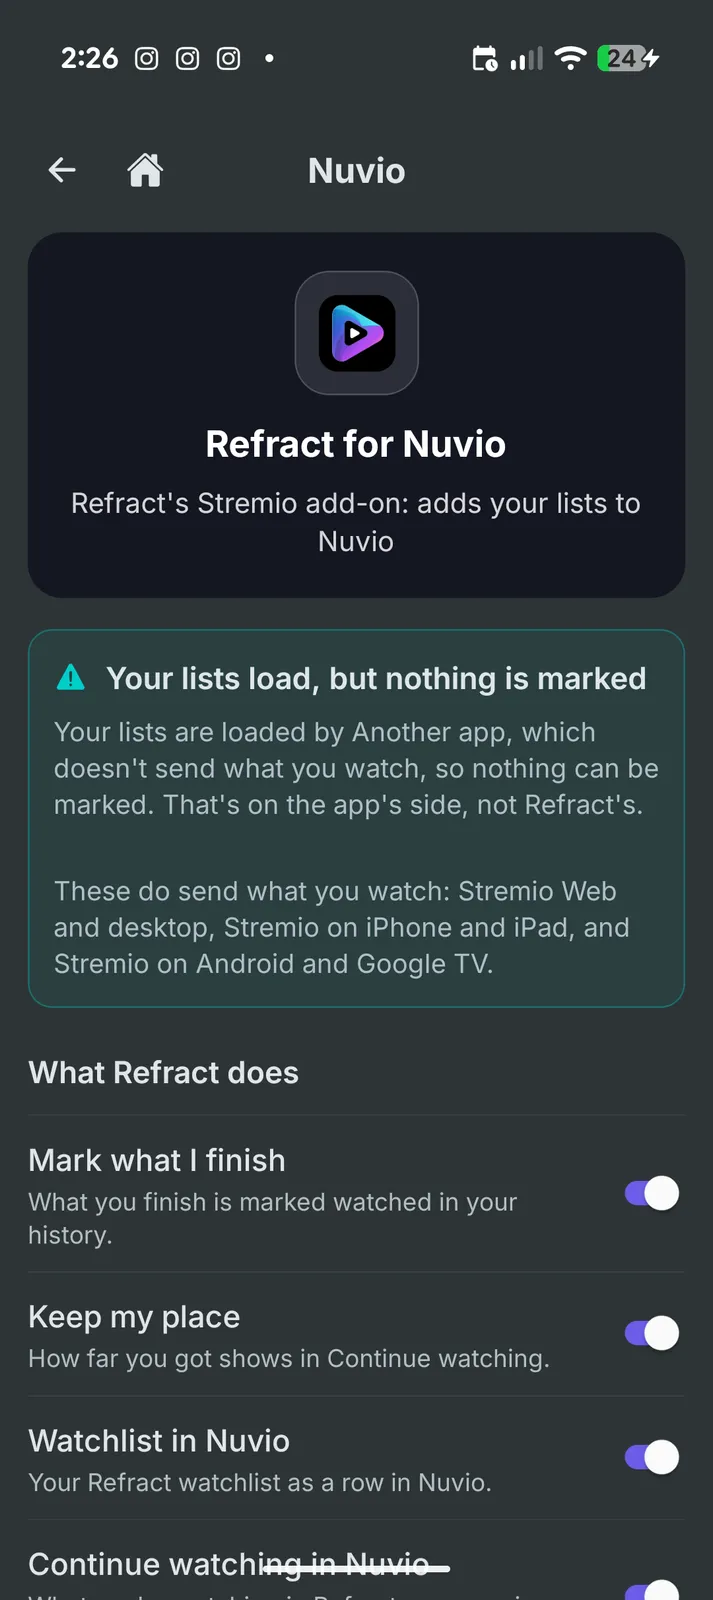 2:26
24
Nuvio
Refract for Nuvio
Refract's Stremio add-on: adds your lists to
Nuvio
Your lists load, but nothing is marked
Your lists are loaded by Another app, which
doesn't send what you watch, so nothing can be
marked. That's on the app's side, not Refract's.
These do send what you watch: Stremio Web
and desktop, Stremio on iPhone and iPad, and
Stremio on Android and Google TV.
What Refract does
Mark what I finish
What you finish is marked watched in your
history.
Keep my place
How far you got shows in Continue watching.
Watchlist in Nuvio
Your Refract watchlist as a row in Nuvio.
Continue watching in Nuvio